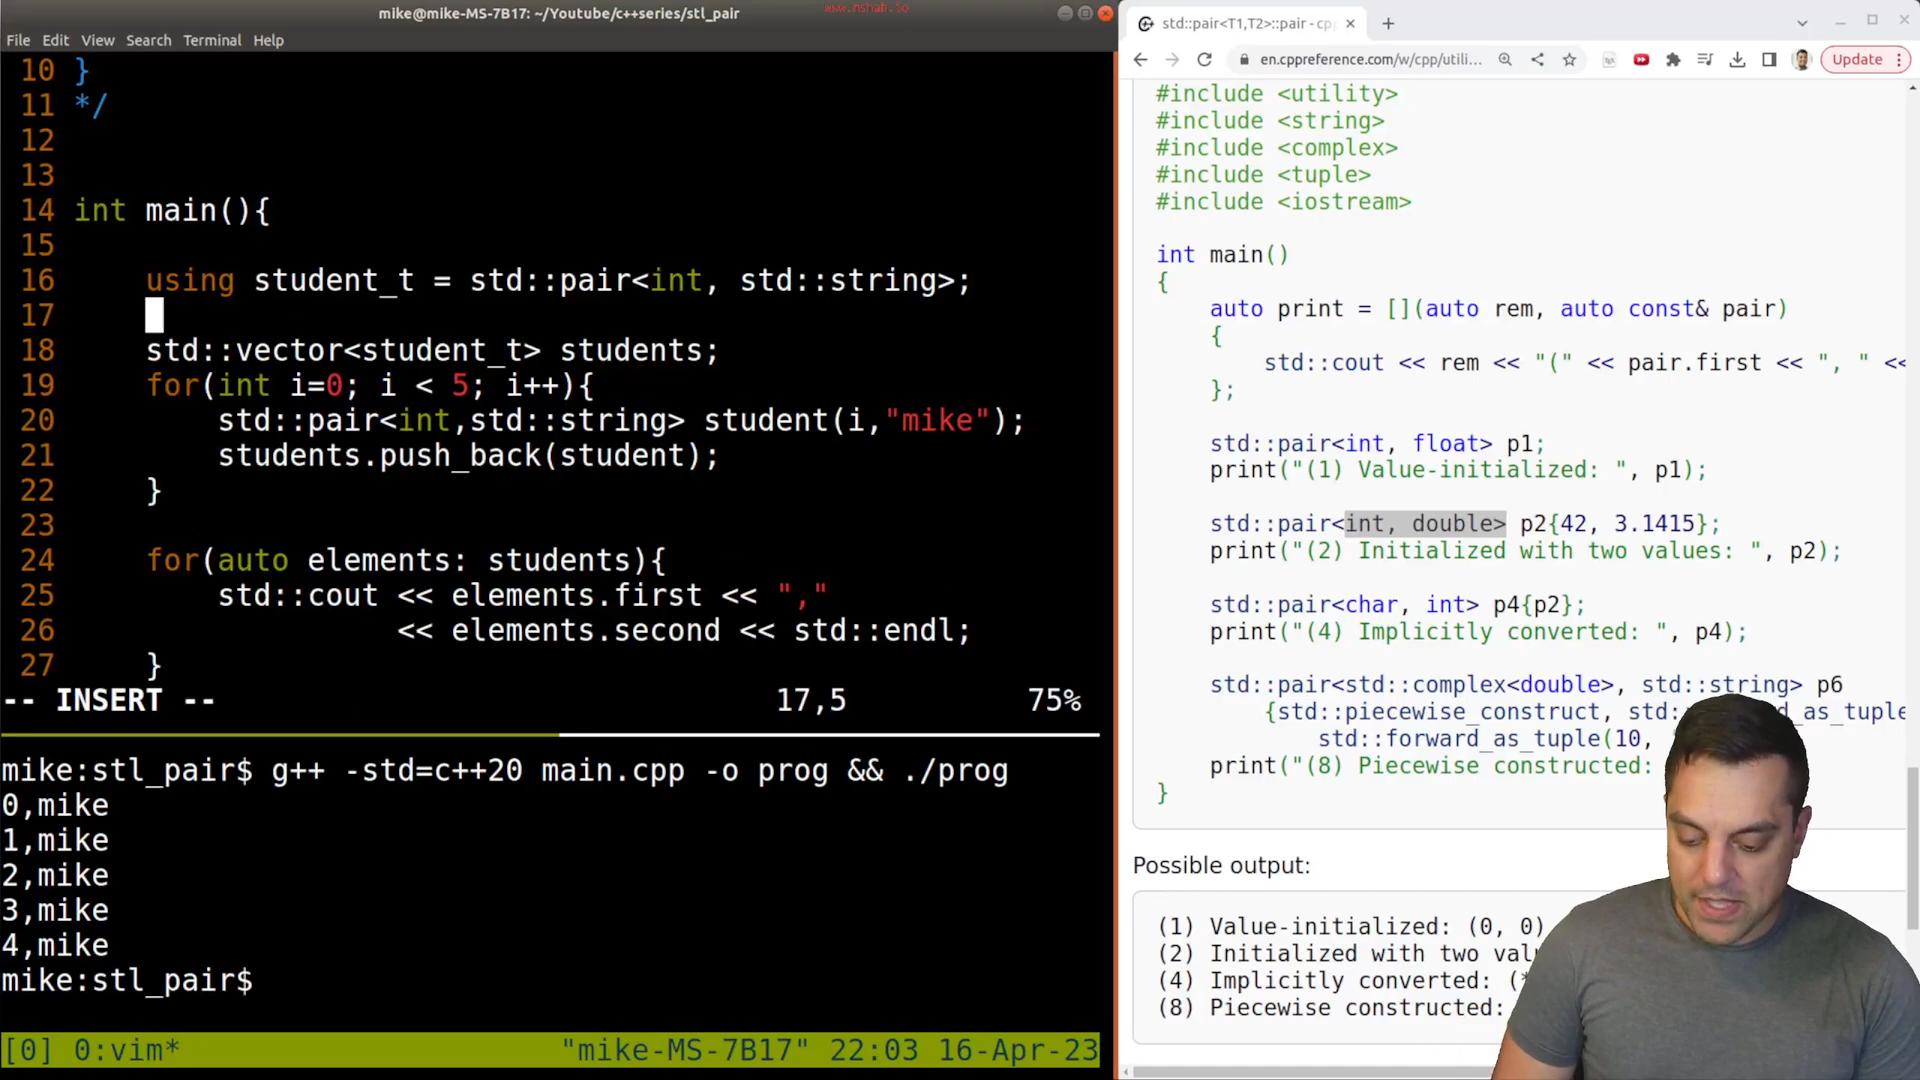 mike@mike-MS-7B17: ~/Youtube/c++series/stl_pair
www.mshah.io
File Edit View Search Terminal Help
10 }
11 */
12
13
14 int main(){
15
16     using student_t = std::pair<int, std::string>;
17
18     std::vector<student_t> students;
19     for(int i=0; i < 5; i++){
20         std::pair<int,std::string> student(i,"mike");
21         students.push_back(student);
22     }
23
24     for(auto elements: students){
25         std::cout << elements.first << ","
26                   << elements.second << std::endl;
27     }
-- INSERT -- 17,5 75%
mike:stl_pair$ g++ -std=c++20 main.cpp -o prog && ./prog
0,mike
1,mike
2,mike
3,mike
4,mike
mike:stl_pair$
[0] 0:vim* "mike-MS-7B17" 22:03 16-Apr-23
std::pair<T1,T2>::pair - cpp
en.cppreference.com/w/cpp/utili...
Update
#include <utility>
#include <string>
#include <complex>
#include <tuple>
#include <iostream>
int main()
{
    auto print = [](auto rem, auto const& pair)
    {
        std::cout << rem << "(" << pair.first << ", " <<
    };
    std::pair<int, float> p1;
    print("(1) Value-initialized: ", p1);
    std::pair<int, double> p2{42, 3.1415};
    print("(2) Initialized with two values: ", p2);
    std::pair<char, int> p4{p2};
    print("(4) Implicitly converted: ", p4);
    std::pair<std::complex<double>, std::string> p6
        {std::piecewise_construct, std: d_as_tuple
            std::forward_as_tuple(10,
    print("(8) Piecewise constructed:
}
Possible output:
(1) Value-initialized: (0, 0)
(2) Initialized with two val
(4) Implicitly converted: (*
(8) Piecewise constructed: